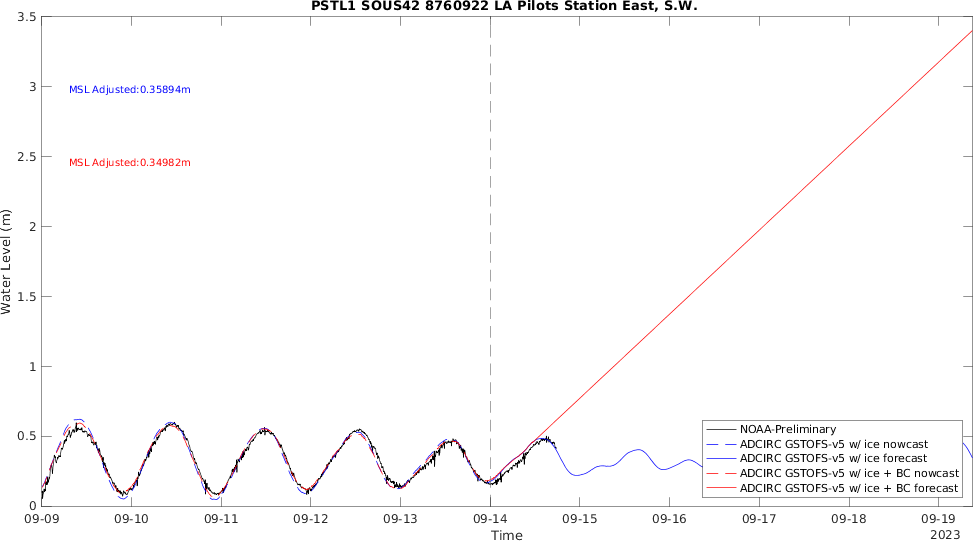 PSTL1 SOUS42 8760922 LA Pilots Station East, S.W.
3.5
3
2.5
2
1.5
1
0.5
0
Water Level (m)
MSL Adjusted:0.35894m
MSL Adjusted:0.34982m
NOAA-Preliminary
ADCIRC GSTOFS-v5 w/ ice nowcast
ADCIRC GSTOFS-v5 w/ ice forecast
ADCIRC GSTOFS-v5 w/ ice + BC nowcast
ADCIRC GSTOFS-v5 w/ ice + BC forecast
09-09 09-10 09-11 09-12 09-13 09-14 09-15 09-16 09-17 09-18 09-19
2023
Time